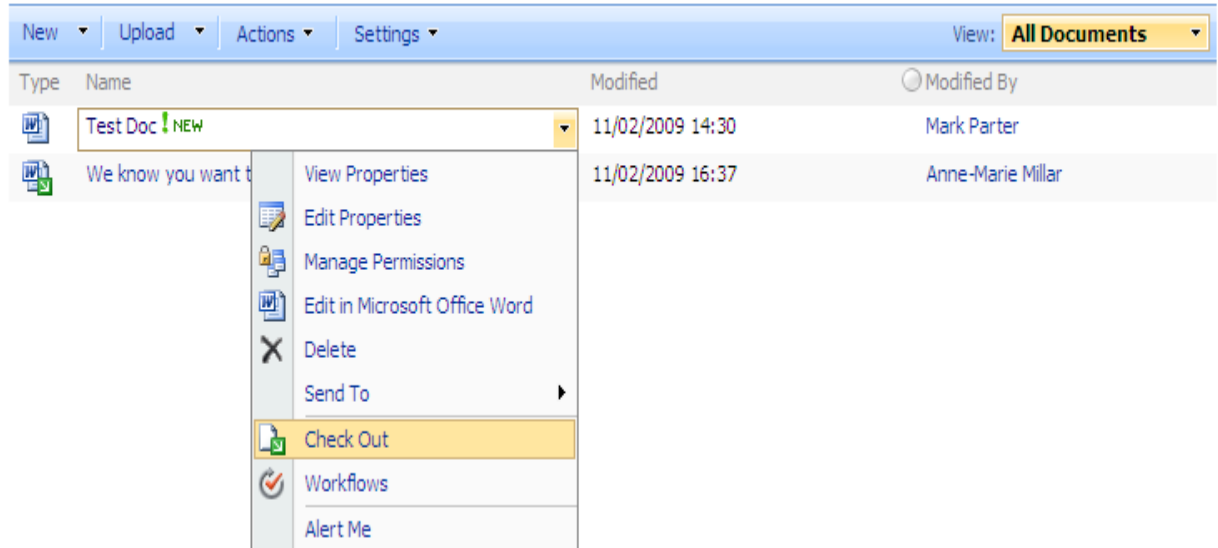 New Upload Actions Settings View: All Documents
Type Name Modified Modified By
Test Doc ! NEW 11/02/2009 14:30 Mark Parter
We know you want t 11/02/2009 16:37 Anne-Marie Millar
View Properties
Edit Properties
Manage Permissions
Edit in Microsoft Office Word
Delete
Send To
Check Out
Workflows
Alert Me